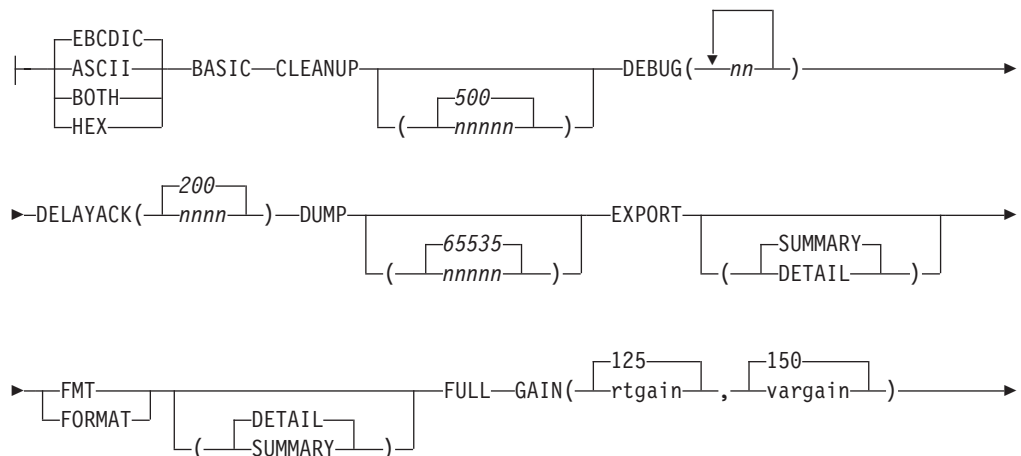 EBCDIC
ASCII BASIC CLEANUP DEBUG( nn )
BOTH 500
HEX ( nnnnn )
200
DELAYACK( nnnn ) DUMP EXPORT
65535 SUMMARY
( nnnnn ) ( DETAIL )
125 150
FMT FULL GAIN( rtgain , vargain )
FORMAT DETAIL
( SUMMARY )